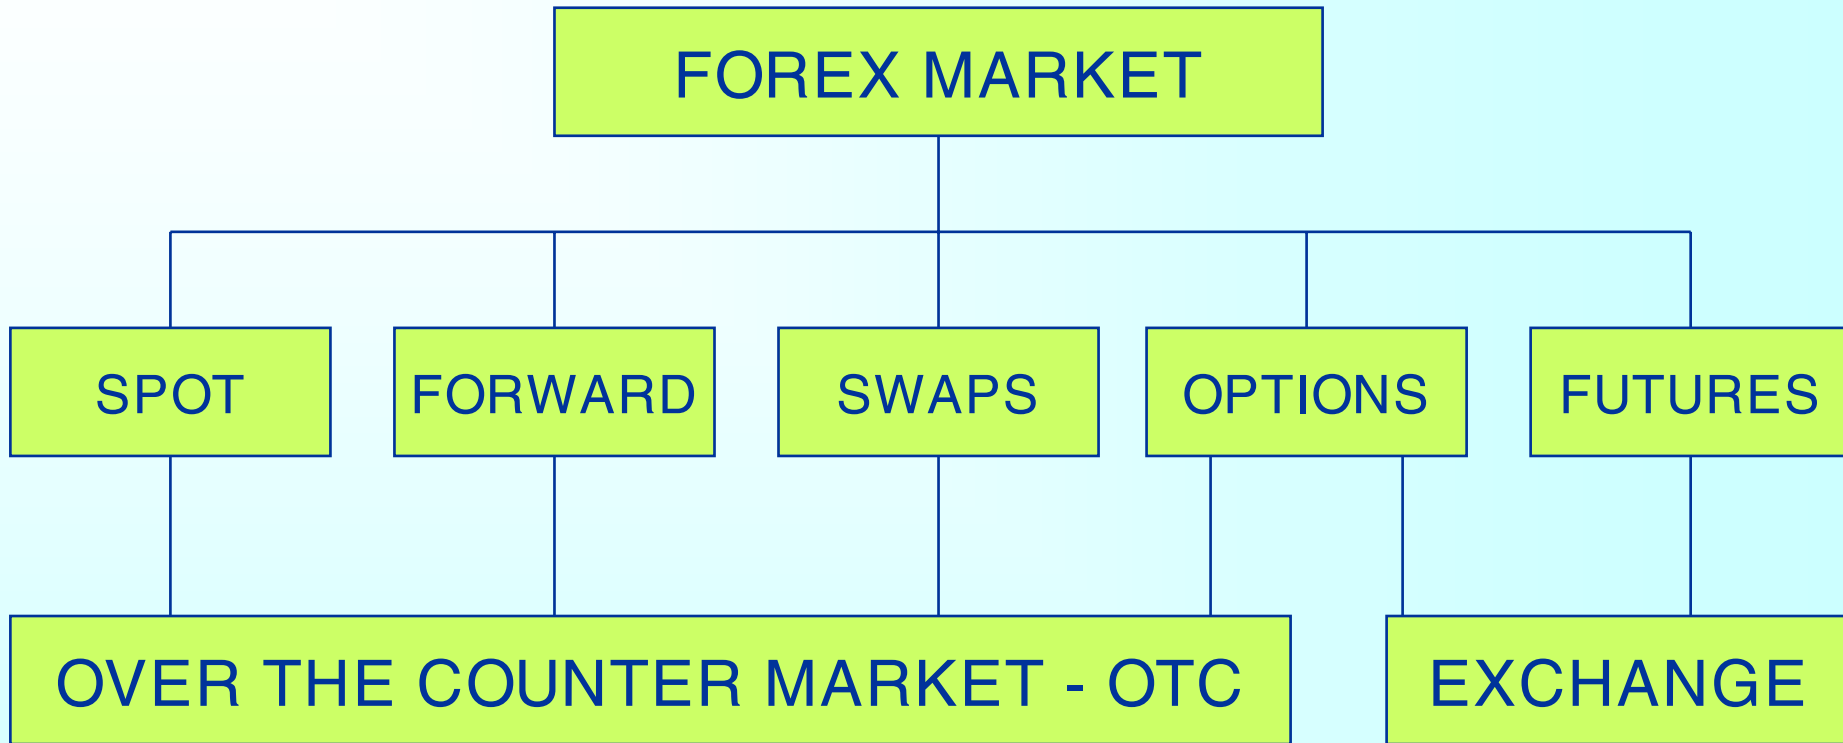 FOREX MARKET
SPOT
FORWARD
SWAPS
OPTIONS
FUTURES
OVER THE COUNTER MARKET - OTC
EXCHANGE